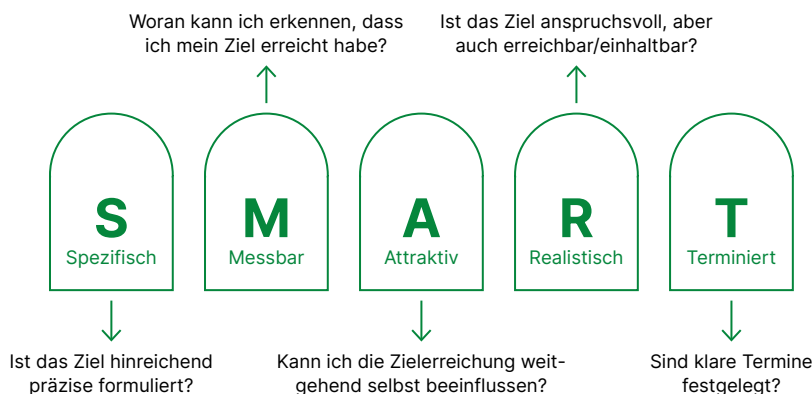 Woran kann ich erkennen, dass
ich mein Ziel erreicht habe?
Ist das Ziel anspruchsvoll, aber
auch erreichbar/einhaltbar?
S
Spezifisch
M
Messbar
A
Attraktiv
R
Realistisch
T
Terminiert
Ist das Ziel hinreichend
präzise formuliert?
Kann ich die Zielerreichung weit-
gehend selbst beeinflussen?
Sind klare Termine
festgelegt?